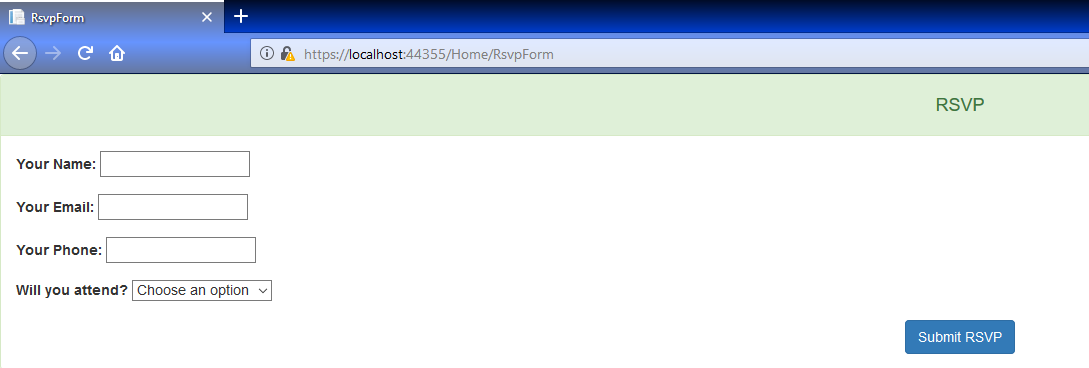 RsvpForm
https://localhost:44355/Home/RsvpForm
RSVP
Your Name:
Your Email:
Your Phone:
Will you attend? Choose an option
Submit RSVP